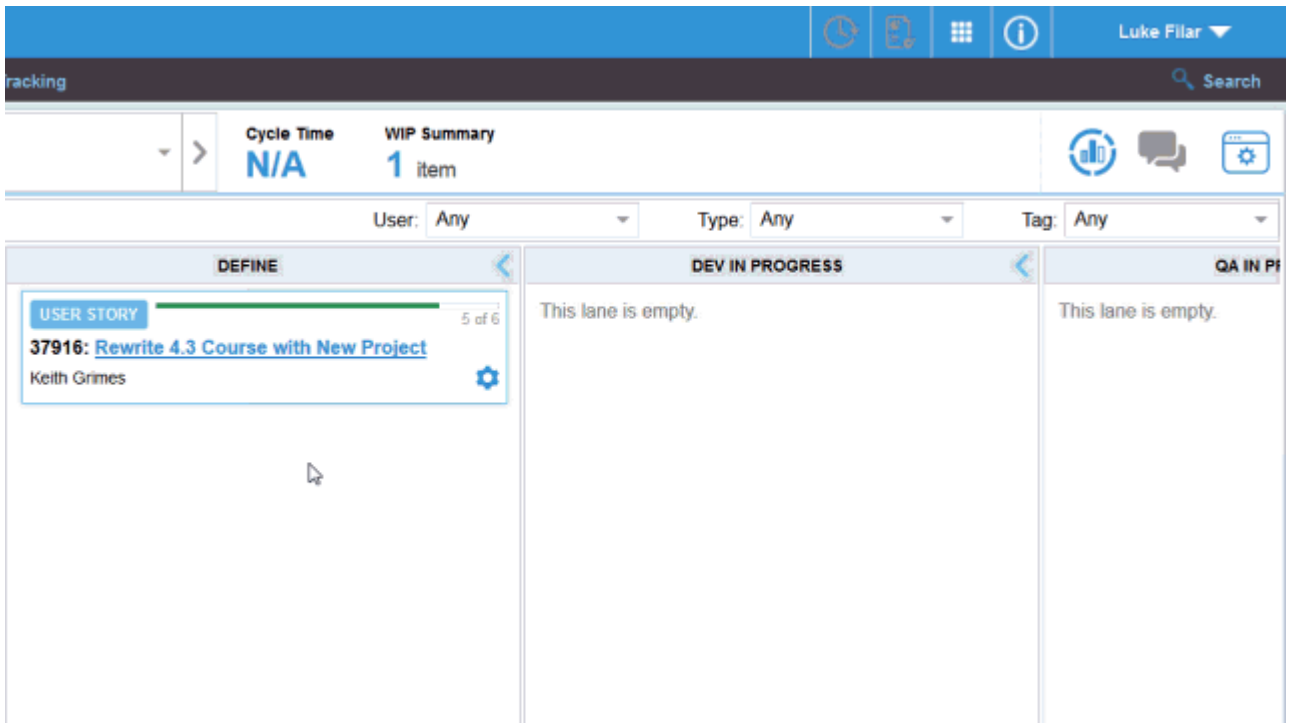 Luke Filar
racking
Search
Cycle Time
WIP Summary
N/A
1 item
User: Any
Type: Any
Tag: Any
DEFINE
DEV IN PROGRESS
QA IN PR
USER STORY
5 of 6
This lane is empty.
This lane is empty.
37916: Rewrite 4.3 Course with New Project
Keith Grimes